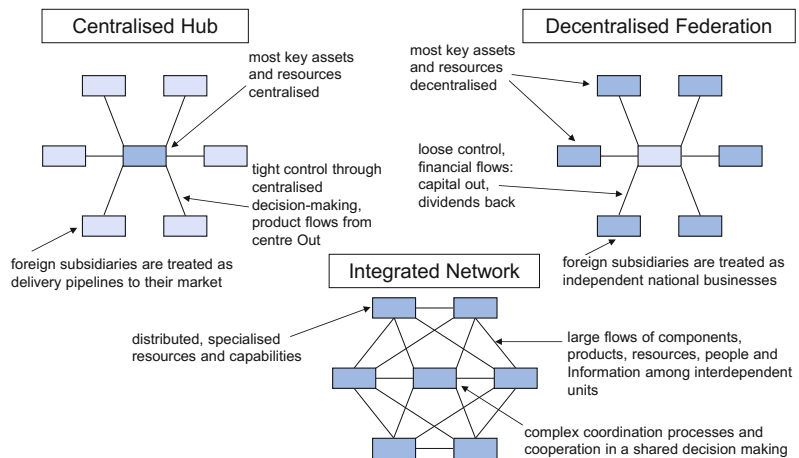 Centralised Hub
most key assets
and resources
centralised
tight control through
centralised
decision-making,
product flows from
centre Out
foreign subsidiaries are treated as
delivery pipelines to their market
Decentralised Federation
most key assets
and resources
decentralised
loose control,
financial flows:
capital out,
dividends back
foreign subsidiaries are treated as
independent national businesses
Integrated Network
distributed, specialised
resources and capabilities
large flows of components,
products, resources, people and
Information among interdependent
units
complex coordination processes and
cooperation in a shared decision making